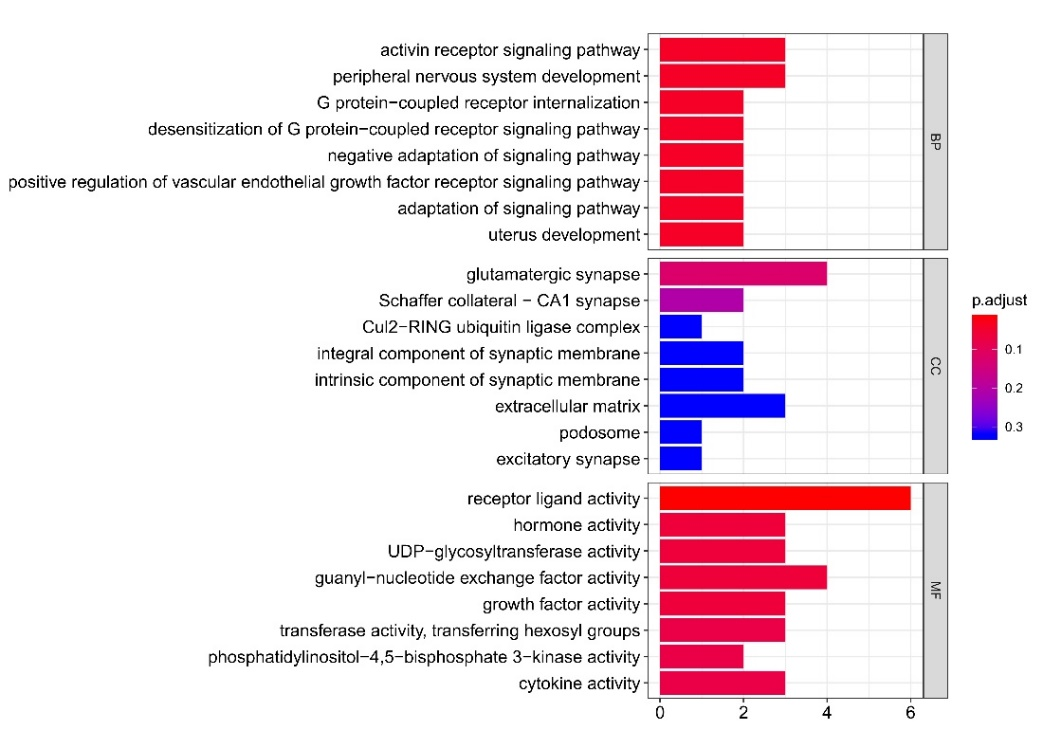 activin receptor signaling pathway
peripheral nervous system development
G protein−coupled receptor internalization
desensitization of G protein−coupled receptor signaling pathway
negative adaptation of signaling pathway
positive regulation of vascular endothelial growth factor receptor signaling pathway
adaptation of signaling pathway
uterus development
BP
glutamatergic synapse
Schaffer collateral − CA1 synapse
Cul2−RING ubiquitin ligase complex
integral component of synaptic membrane
intrinsic component of synaptic membrane
extracellular matrix
podosome
excitatory synapse
CC
receptor ligand activity
hormone activity
UDP−glycosyltransferase activity
guanyl−nucleotide exchange factor activity
growth factor activity
transferase activity, transferring hexosyl groups
phosphatidylinositol−4,5−bisphosphate 3−kinase activity
cytokine activity
MF
0 2 4 6
p.adjust
0.1
0.2
0.3